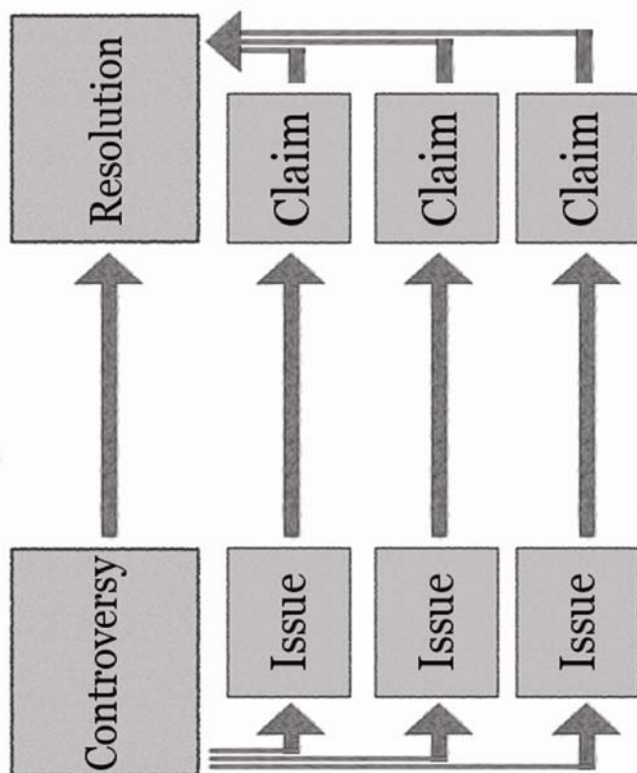 Controversy
Resolution
Issue
Claim
Issue
Claim
Issue
Claim